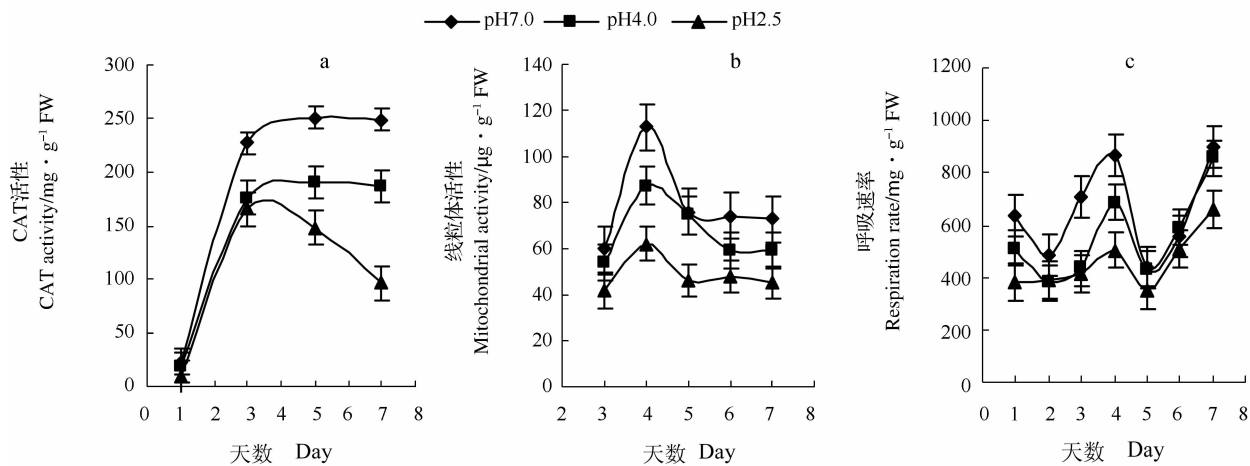 pH7.0 pH4.0 pH2.5
a
CAT活性
CAT activity/mg·g⁻¹ FW
300
250
200
150
100
50
0
0 1 2 3 4 5 6 7 8
天数 Day
b
线粒体活性
Mitochondrial activity/μg·g⁻¹ FW
140
120
100
80
60
40
20
0
2 3 4 5 6 7 8
天数 Day
c
呼吸速率
Respiration rate/mg·g⁻¹ FW
1200
1000
800
600
400
200
0
0 1 2 3 4 5 6 7 8
天数 Day